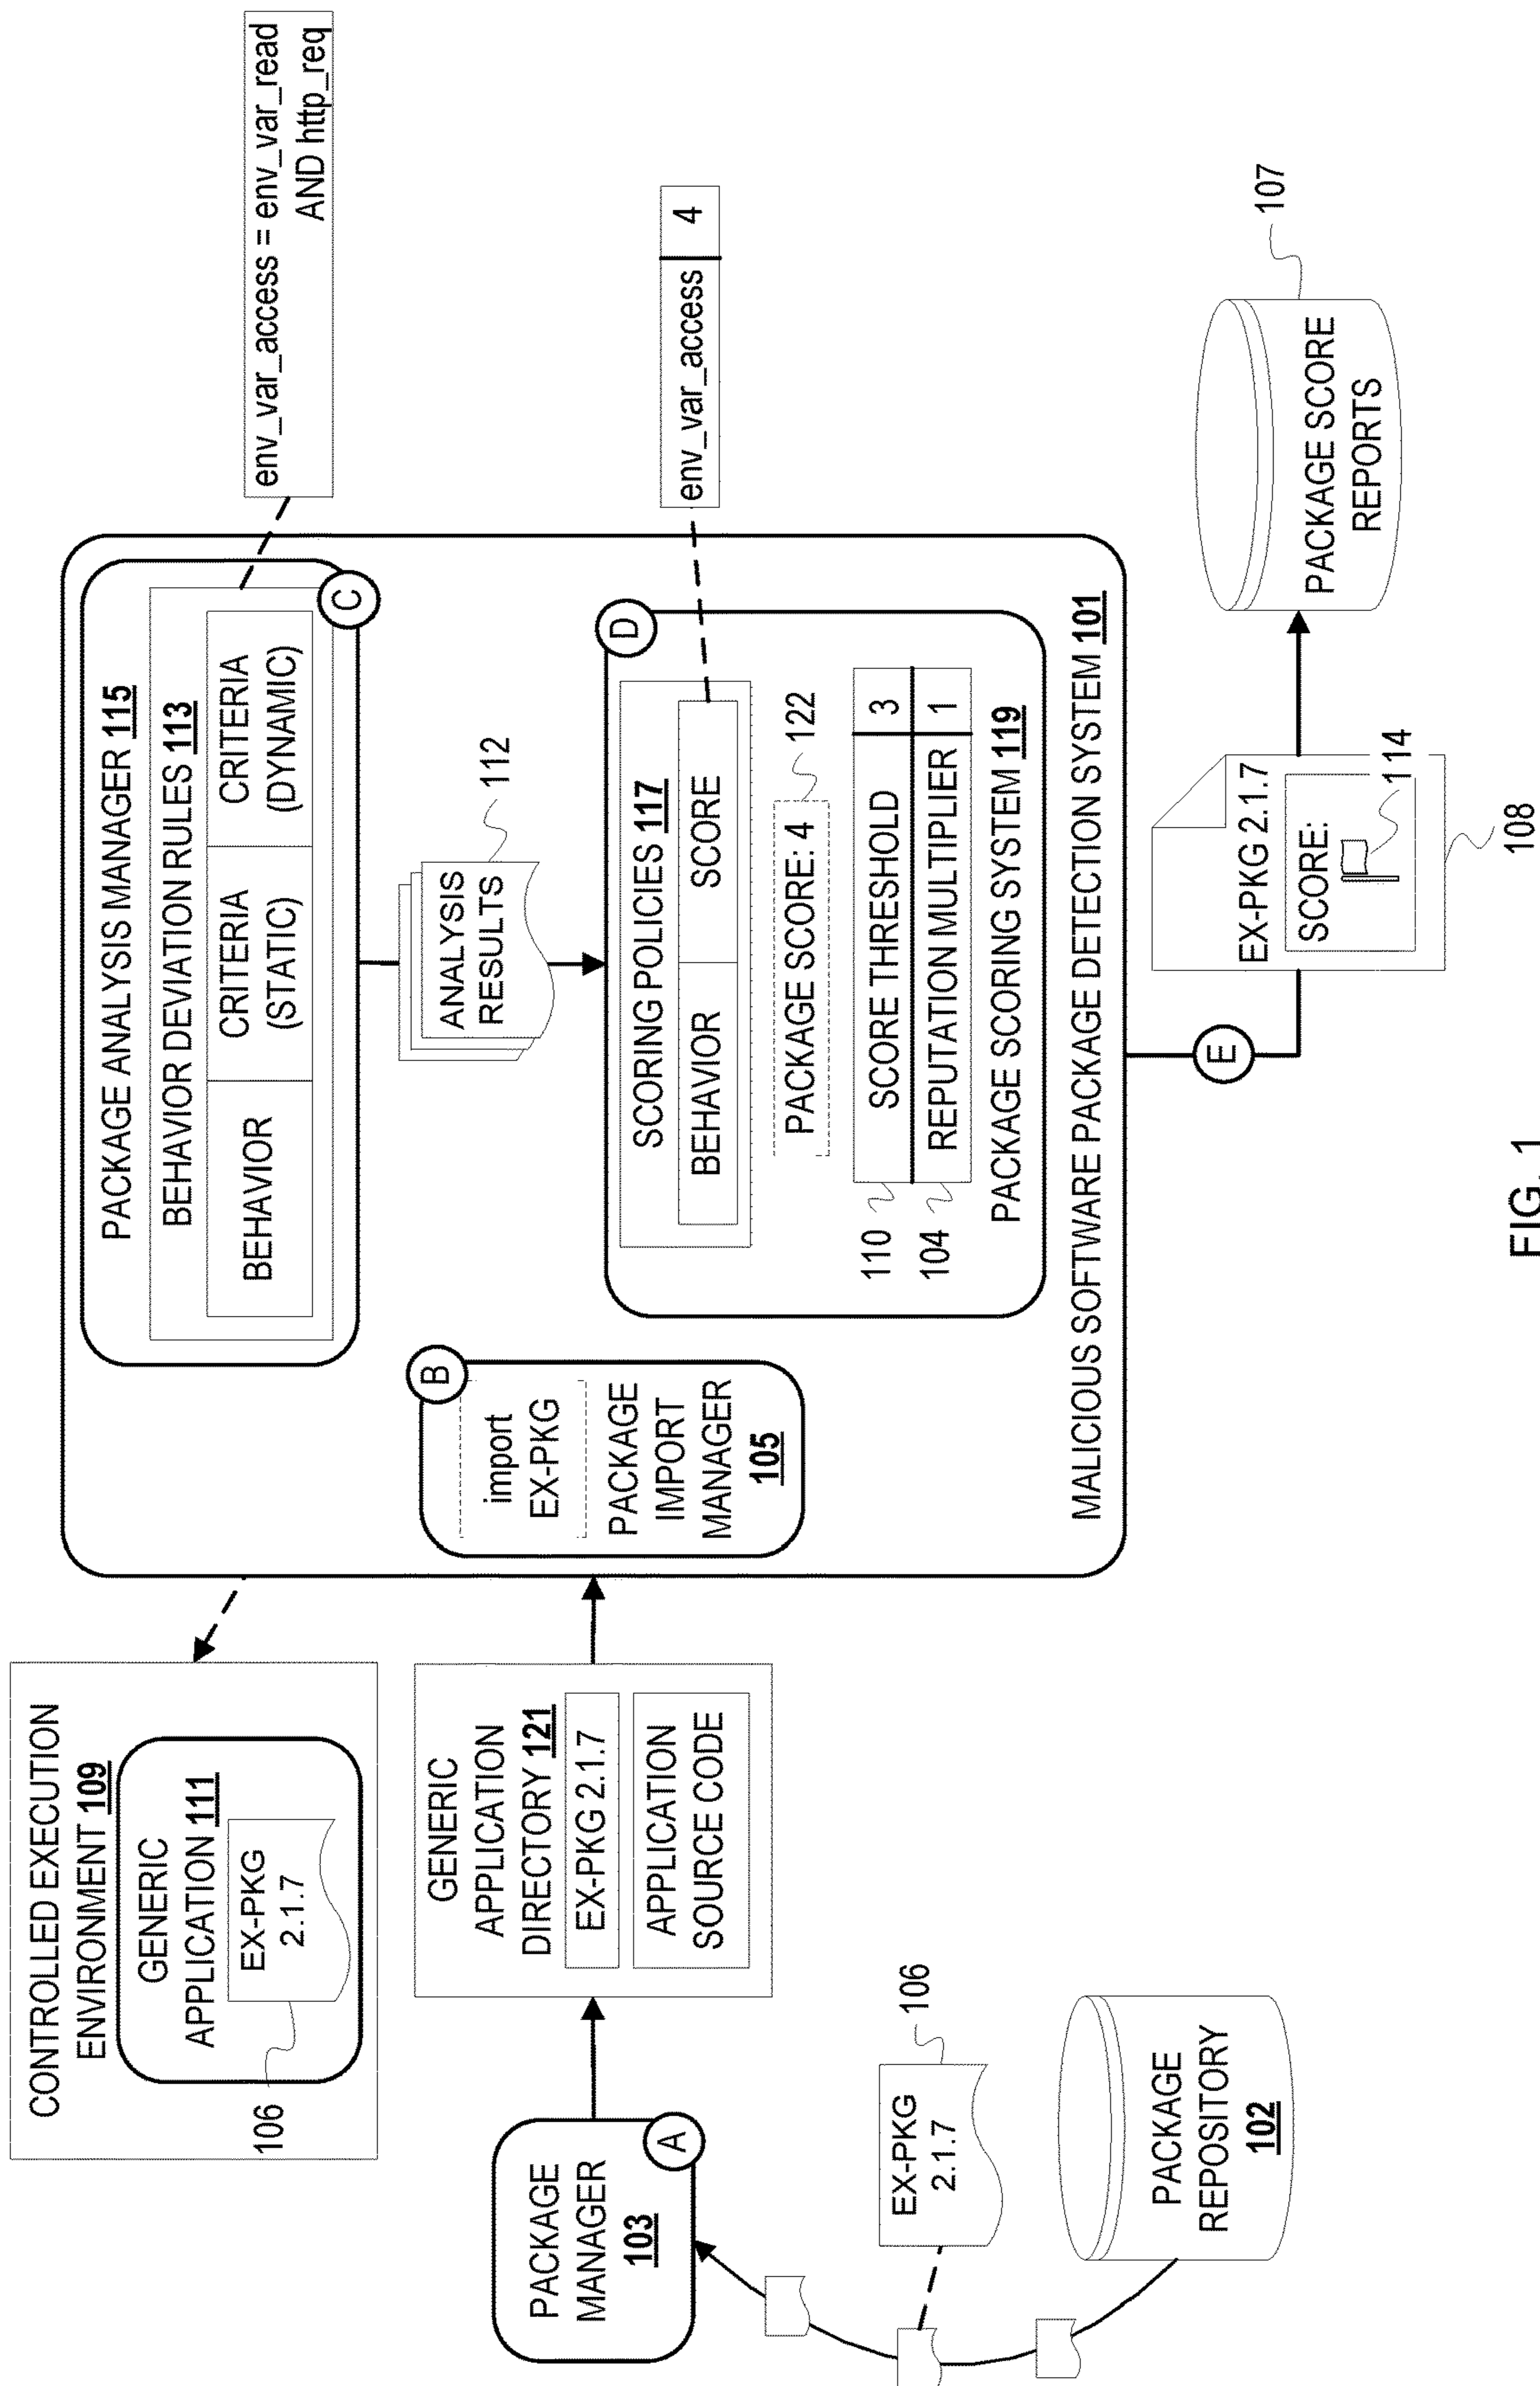 CONTROLLED EXECUTION
ENVIRONMENT 109
GENERIC
APPLICATION 111
EX-PKG
2.1.7
106
PACKAGE ANALYSIS MANAGER 115
BEHAVIOR DEVIATION RULES 113
BEHAVIOR
CRITERIA
(STATIC)
CRITERIA
(DYNAMIC)
C
env_var_access = env_var_read
AND http_req
PACKAGE
MANAGER
103
A
GENERIC
APPLICATION
DIRECTORY 121
EX-PKG 2.1.7
APPLICATION
SOURCE CODE
B
import
EX-PKG
PACKAGE
IMPORT
MANAGER
105
ANALYSIS
RESULTS
112
D
SCORING POLICIES 117
BEHAVIOR
SCORE
env_var_access
4
PACKAGE SCORE: 4
122
110
SCORE THRESHOLD
3
104
REPUTATION MULTIPLIER
1
PACKAGE SCORING SYSTEM 119
MALICIOUS SOFTWARE PACKAGE DETECTION SYSTEM 101
EX-PKG
2.1.7
106
PACKAGE
REPOSITORY
102
E
EX-PKG 2.1.7
SCORE:
114
108
PACKAGE SCORE
REPORTS
107
FIG. 1